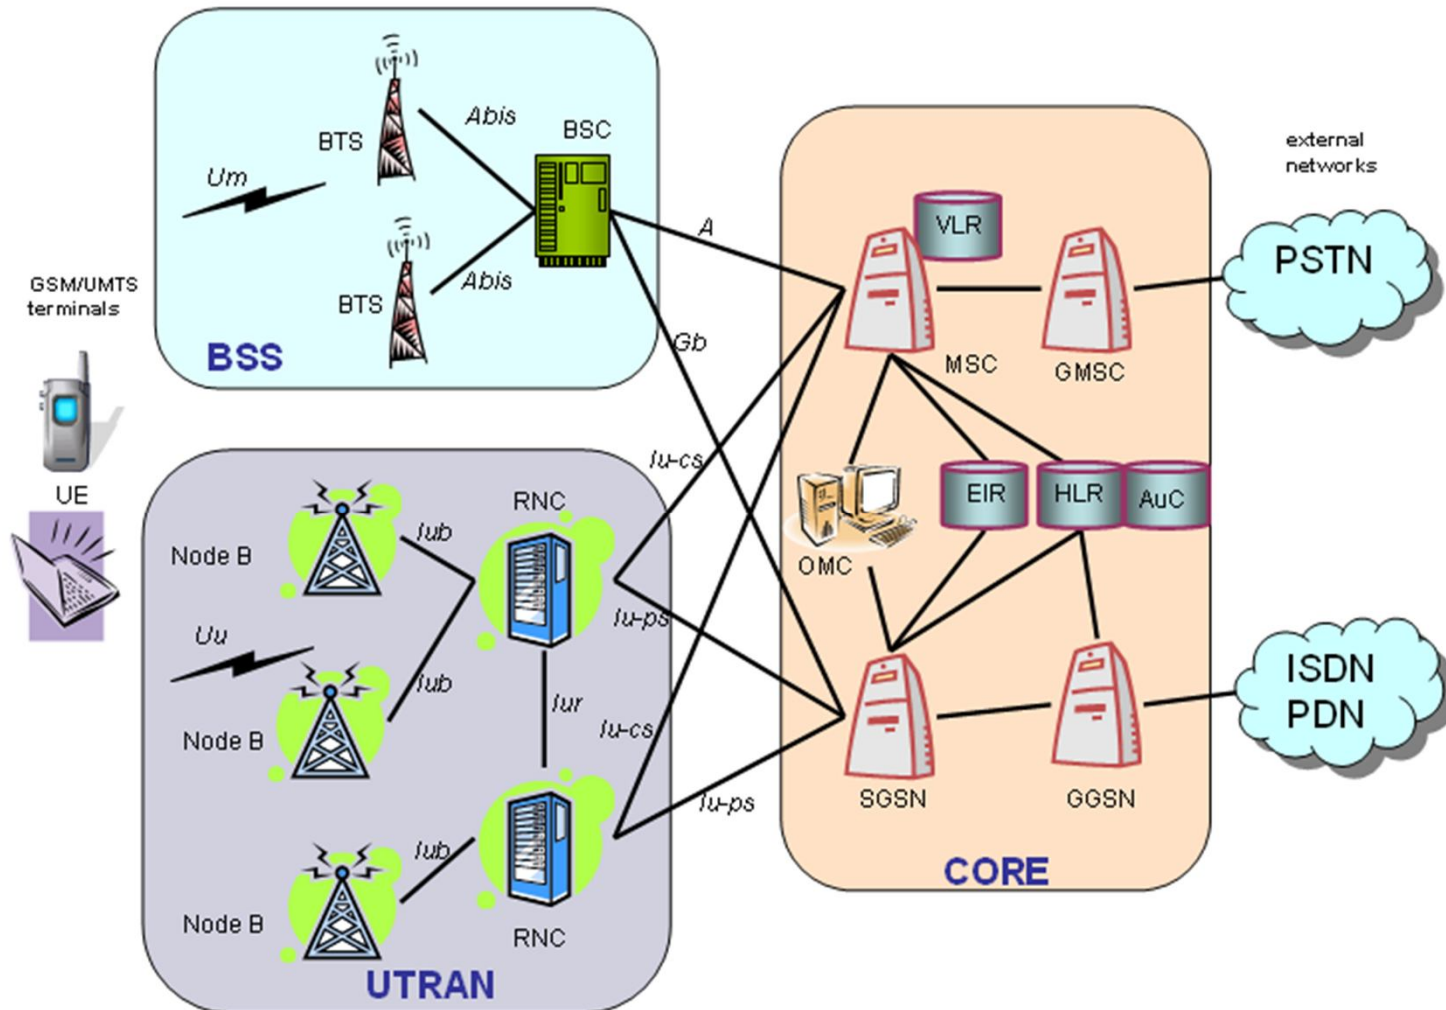 Abis
BSC
BTS
Um
A
Abis
BTS
BSS
GSM/UMTS
terminals
UE
Gb
external
networks
VLR
PSTN
MSC
GMSC
Iu-cs
RNC
Iub
Node B
EIR
HLR
AuC
OMC
Iu-ps
Uu
Iub
Iur
Node B
Iu-cs
ISDN
PDN
SGSN
GGSN
Iu-ps
Iub
Node B
RNC
CORE
UTRAN